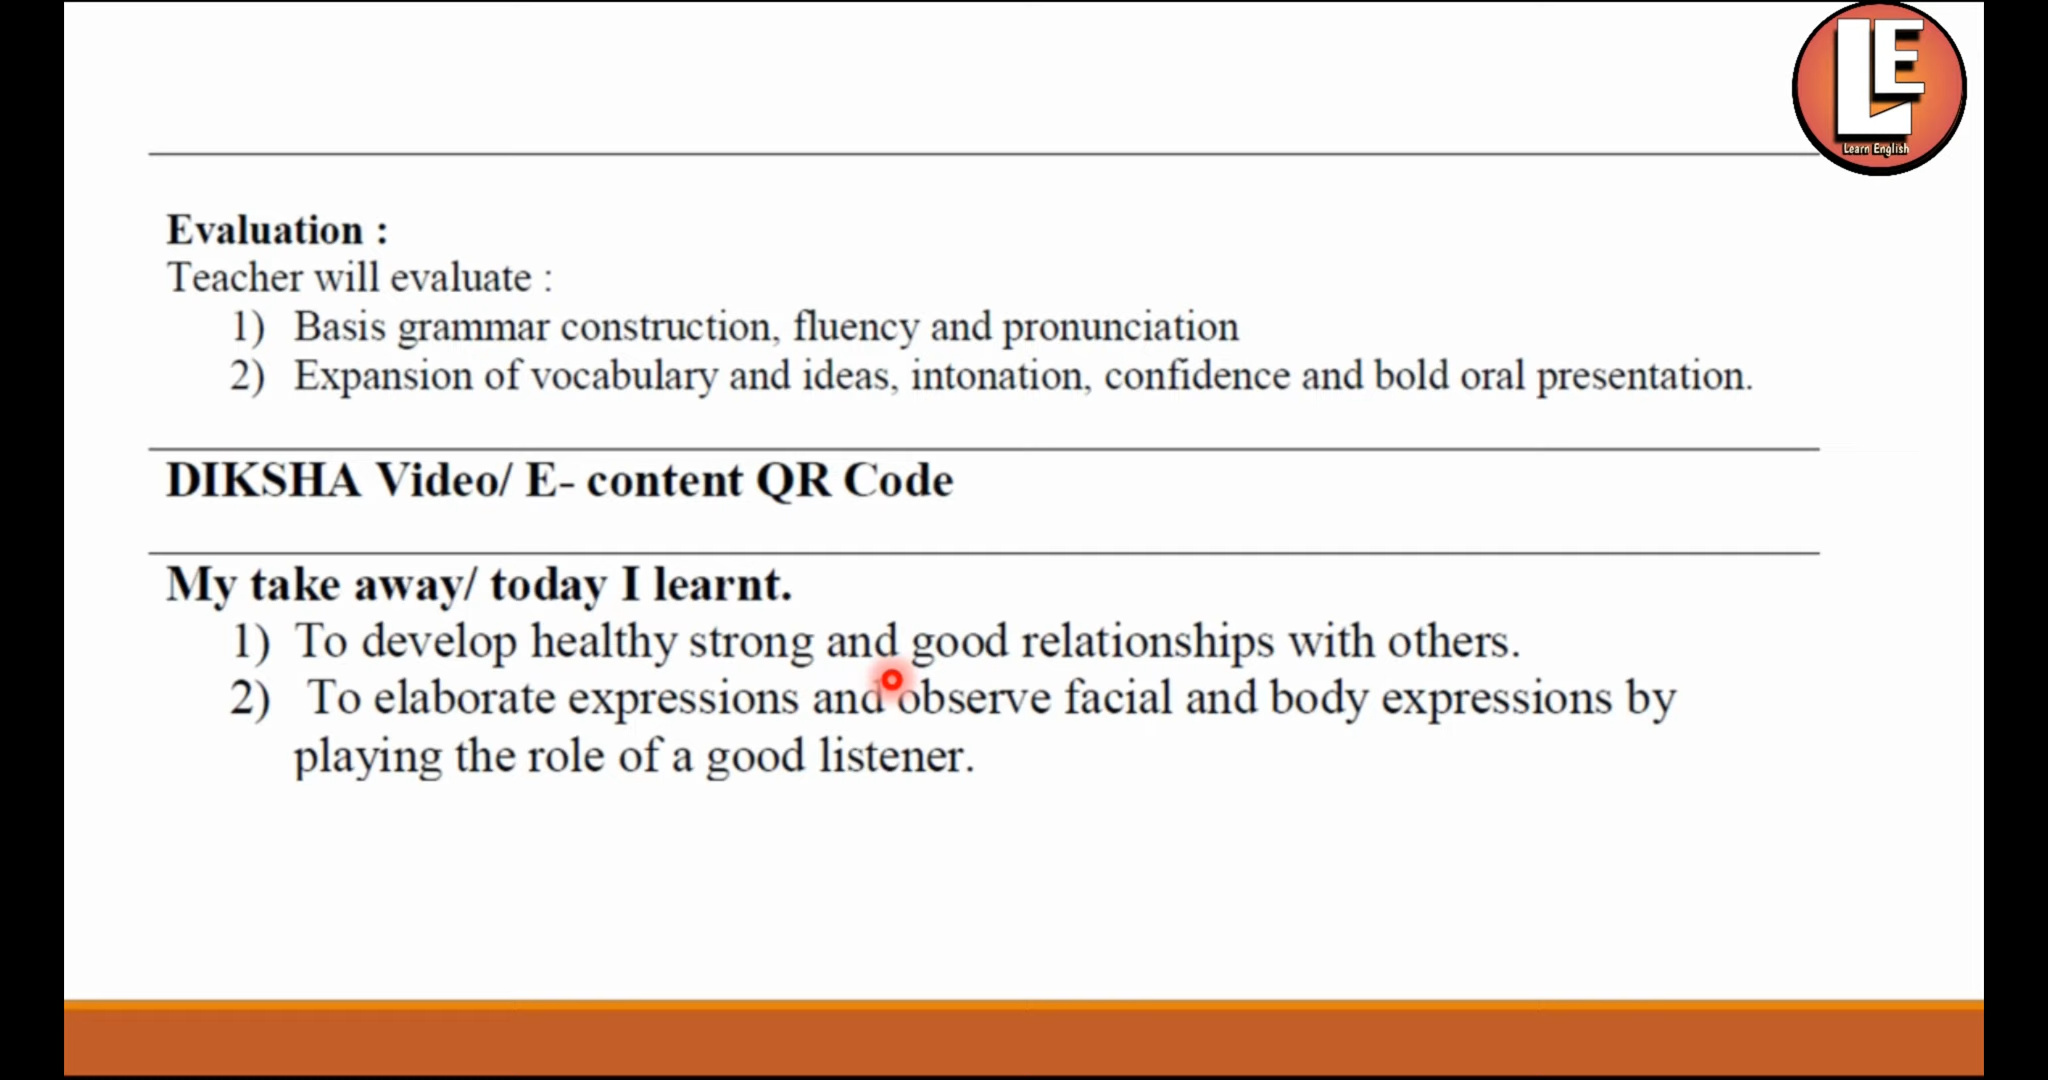 LE
Learn English
Evaluation :
Teacher will evaluate :
1) Basis grammar construction, fluency and pronunciation
2) Expansion of vocabulary and ideas, intonation, confidence and bold oral presentation.
DIKSHA Video/ E- content QR Code
My take away/ today I learnt.
1) To develop healthy strong and good relationships with others.
2) To elaborate expressions and observe facial and body expressions by
playing the role of a good listener.